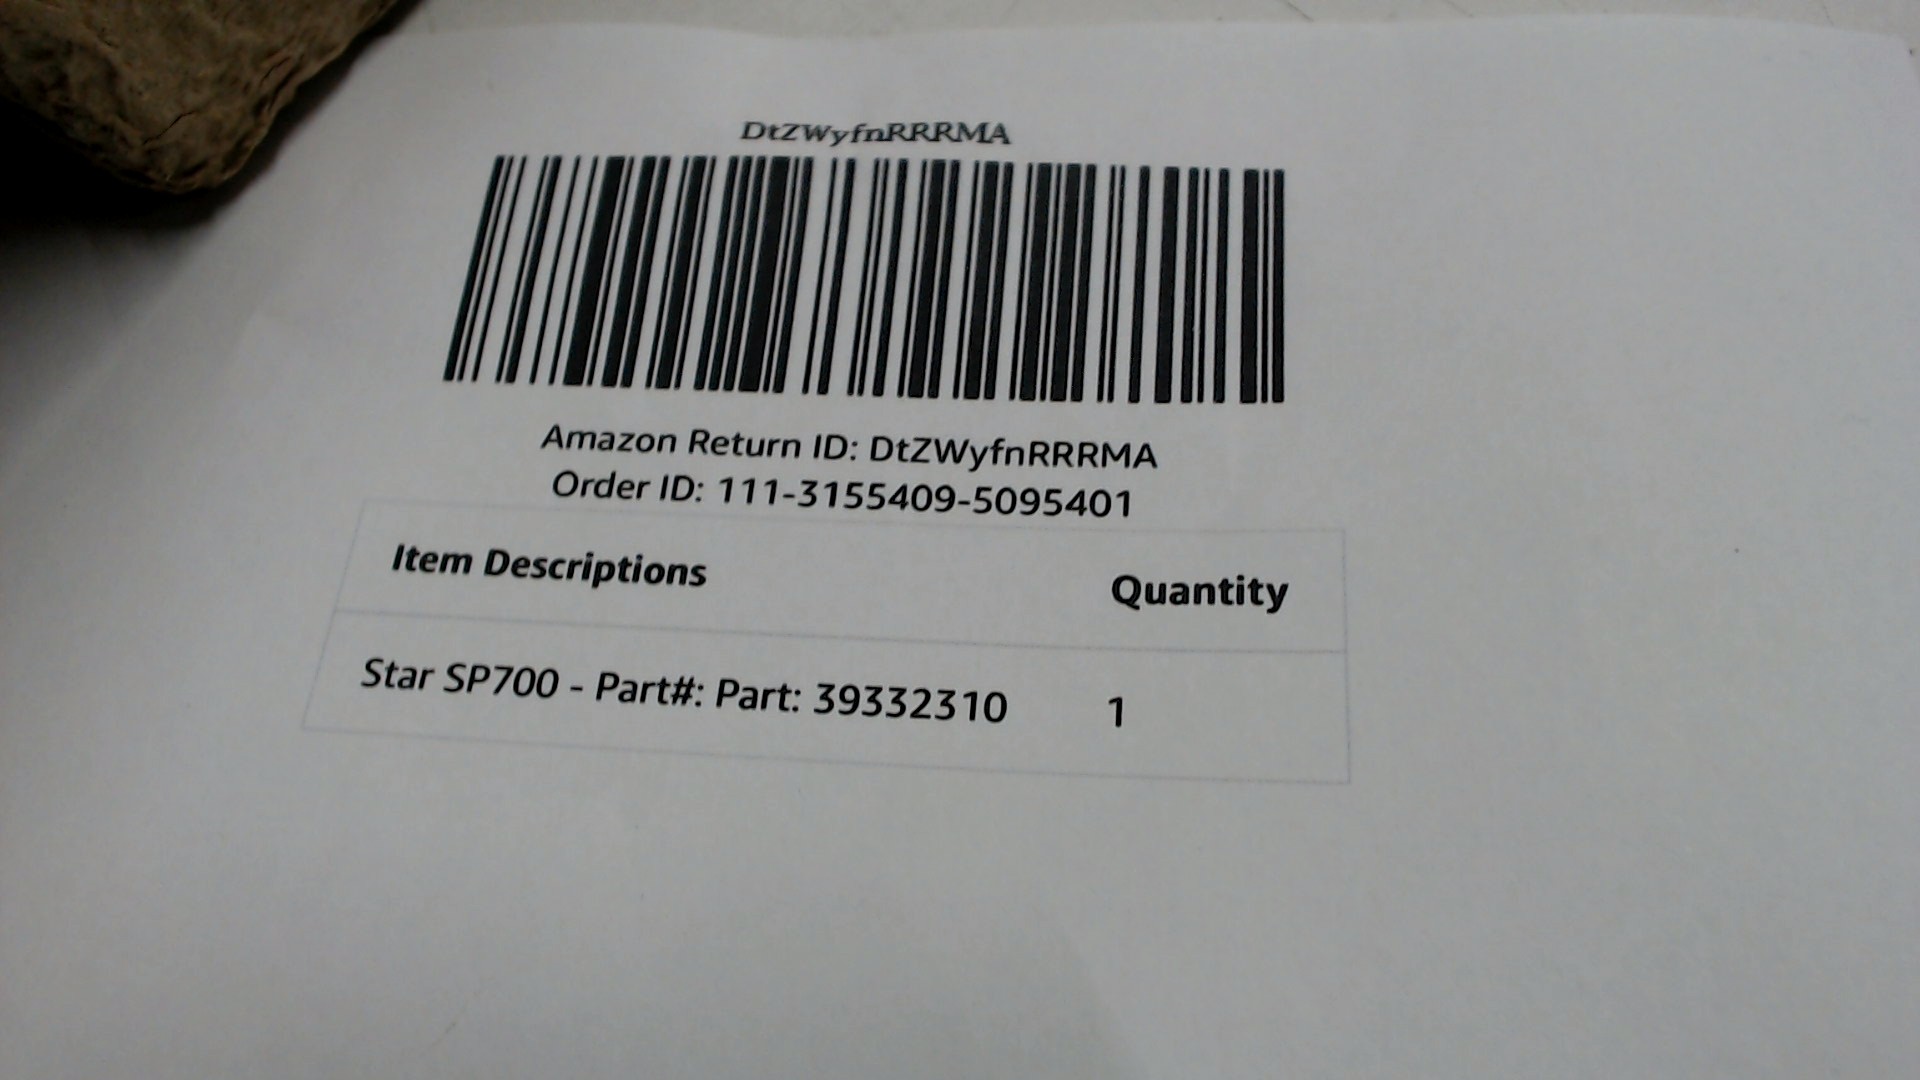 DtZWyfnRRRMA
Amazon Return ID: DtZWyfnRRRMA
Order ID: 111-3155409-5095401
Item Descriptions Quantity
Star SP700 - Part#: Part: 39332310 1